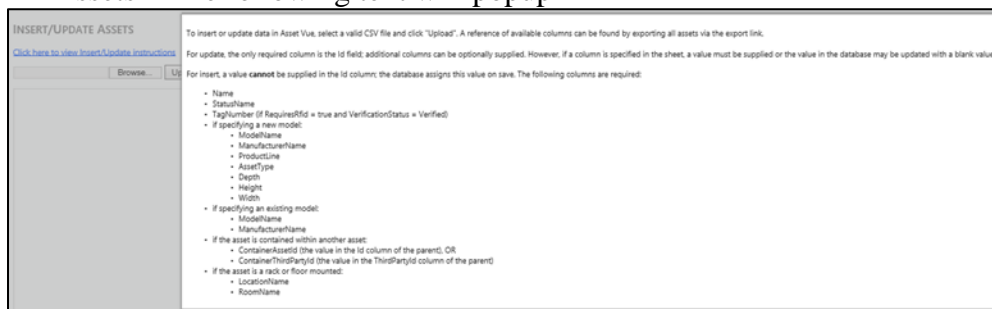 INSERT/UPDATE ASSETS
Click here to view Insert/Update instructions
Browse...
To insert or update data in Asset Vue, select a valid CSV file and click "Upload". A reference of available columns can be found by exporting all assets via the export link.
For update, the only required column is the Id field; additional columns can be optionally supplied. However, if a column is specified in the sheet, a value must be supplied or the value in the database may be updated with a blank value
For insert, a value cannot be supplied in the Id column; the database assigns this value on save. The following columns are required:
• Name
• StatusName
• TagNumber (if RequiresRfid = true and VerificationStatus = Verified)
• if specifying a new model:
• ModelName
• ManufacturerName
• ProductLine
• AssetType
• Depth
• Height
• Width
• if specifying an existing model:
• ModelName
• ManufacturerName
• if the asset is contained within another asset:
• ContainerAssetId (the value in the Id column of the parent), OR
• ContainerThirdPartyId (the value in the ThirdPartyId column of the parent)
• if the asset is a rack or floor mounted:
• LocationName
• RoomName